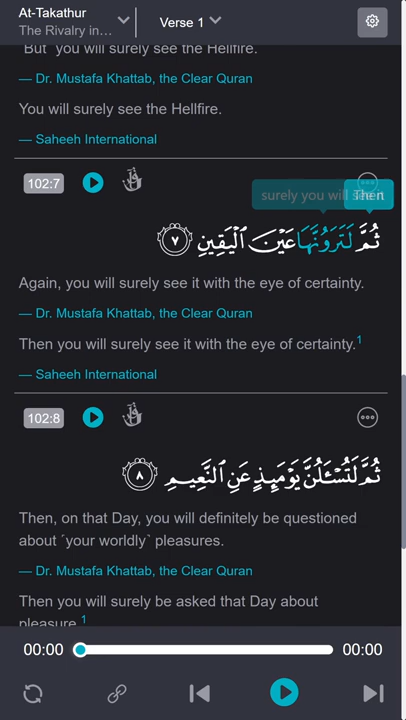 At-Takathur
The Rivalry in...
Verse 1
"But" you will surely see the Hellfire.
— Dr. Mustafa Khattab, the Clear Quran
You will surely see the Hellfire.
— Saheeh International
102:7
surely you will
Then
ثُمَّ لَتَرَوُنَّهَا عَيْنَ الْيَقِينِ ٧
Again, you will surely see it with the eye of certainty.
— Dr. Mustafa Khattab, the Clear Quran
Then you will surely see it with the eye of certainty.1
— Saheeh International
102:8
ثُمَّ لَتُسْـَٔلُنَّ يَوْمَئِذٍ عَنِ النَّعِيمِ ٨
Then, on that Day, you will definitely be questioned
about ´your worldly` pleasures.
— Dr. Mustafa Khattab, the Clear Quran
Then you will surely be asked that Day about
pleasure.1
00:00
00:00